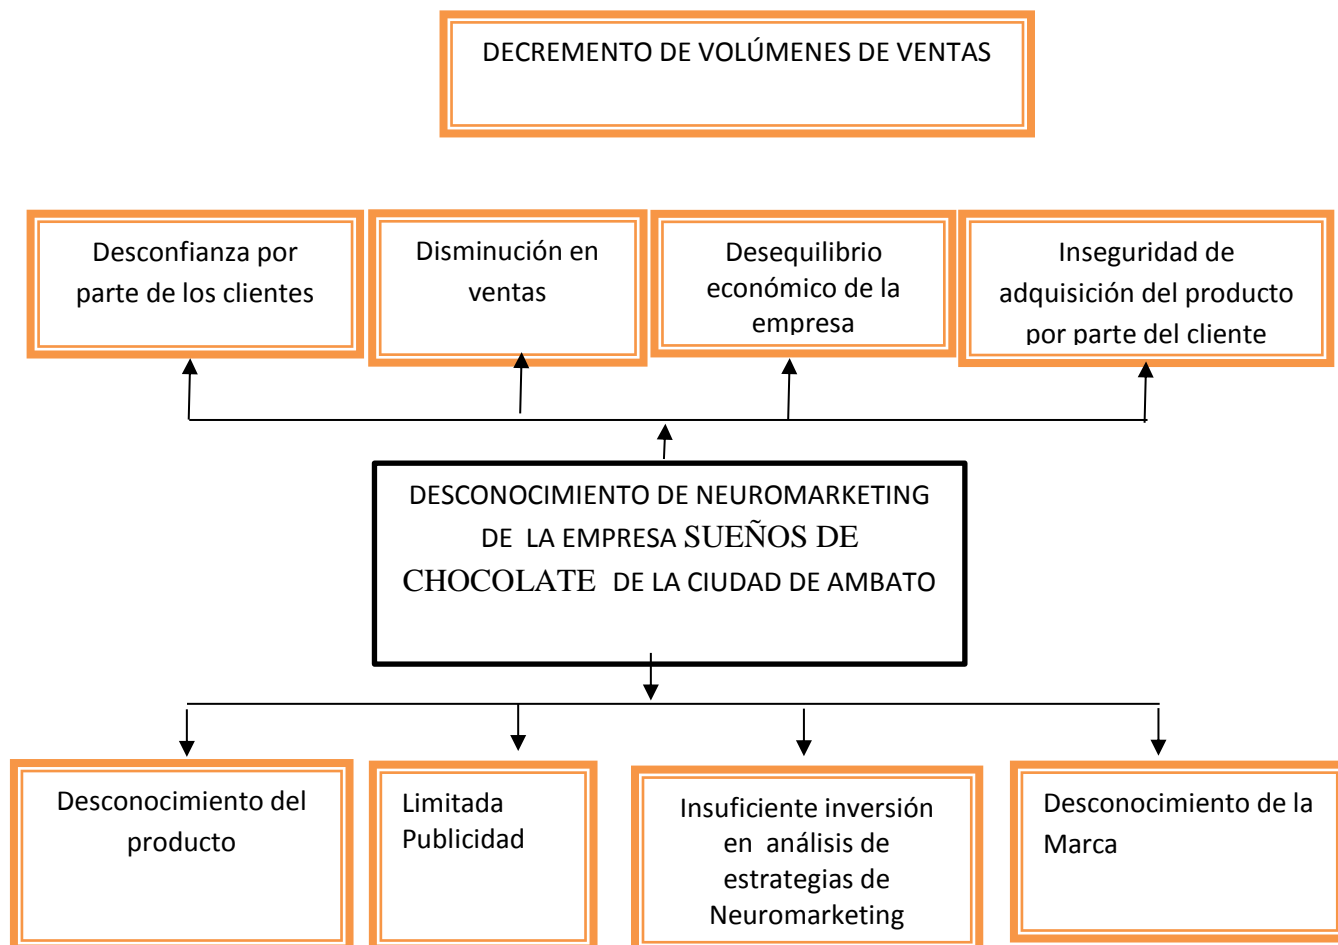 DECREMENTO DE VOLÚMENES DE VENTAS
Desconfianza por
parte de los clientes
Disminución en
ventas
Desequilibrio
económico de la
empresa
Inseguridad de
adquisición del producto
por parte del cliente
DESCONOCIMIENTO DE NEUROMARKETING
DE LA EMPRESA SUEÑOS DE
CHOCOLATE DE LA CIUDAD DE AMBATO
Desconocimiento del
producto
Limitada
Publicidad
Insuficiente inversión
en análisis de
estrategias de
Neuromarketing
Desconocimiento de la
Marca